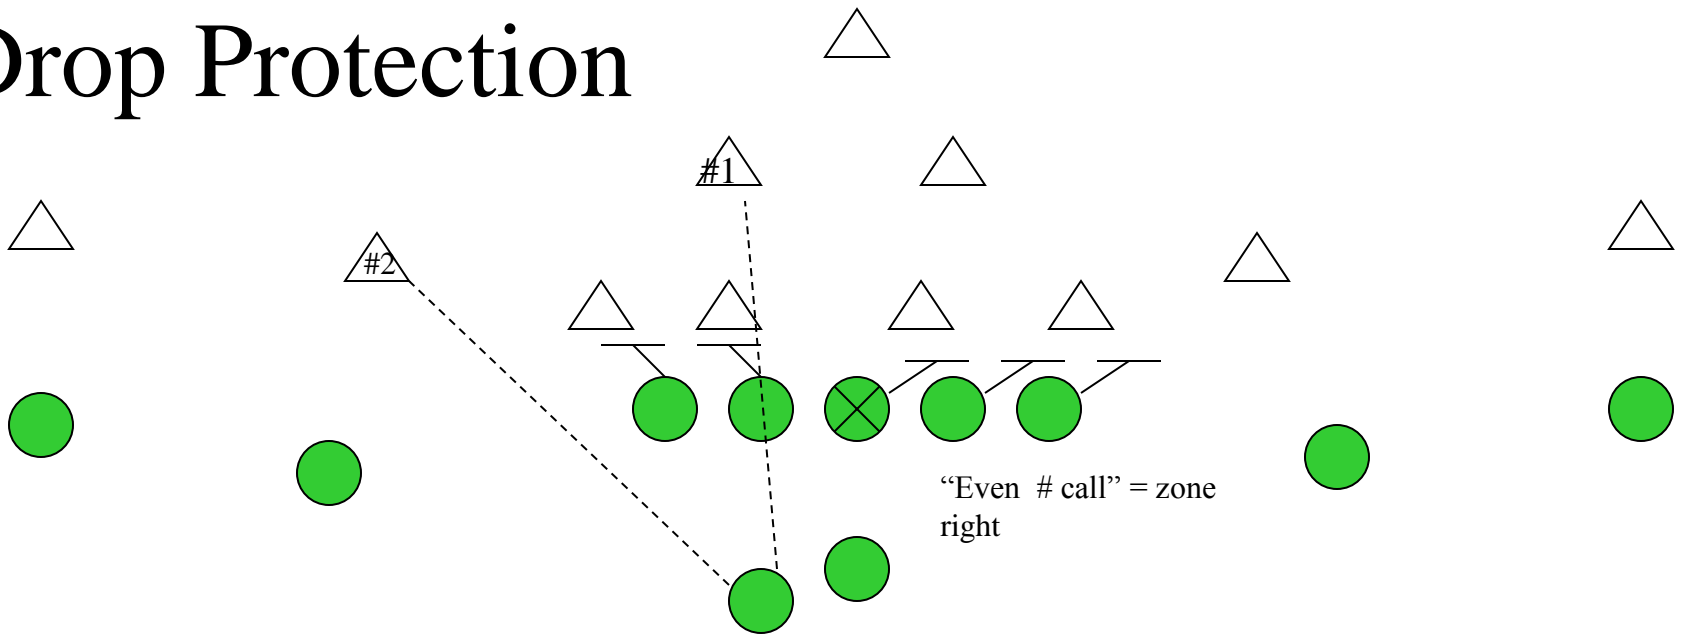 Drop Protection
#1
#2
“Even # call” = zone
right